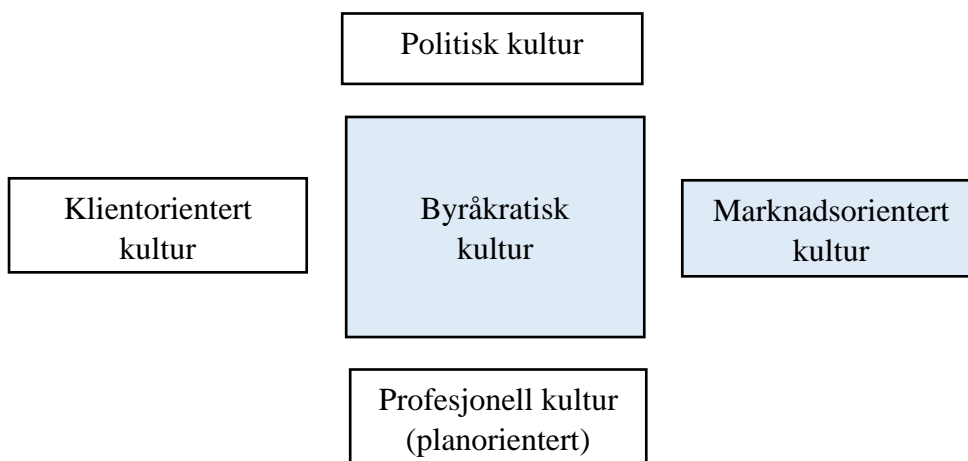 Politisk kultur
Klientorientert
kultur
Byråkratisk
kultur
Marknadsorientert
kultur
Profesjonell kultur
(planorientert)